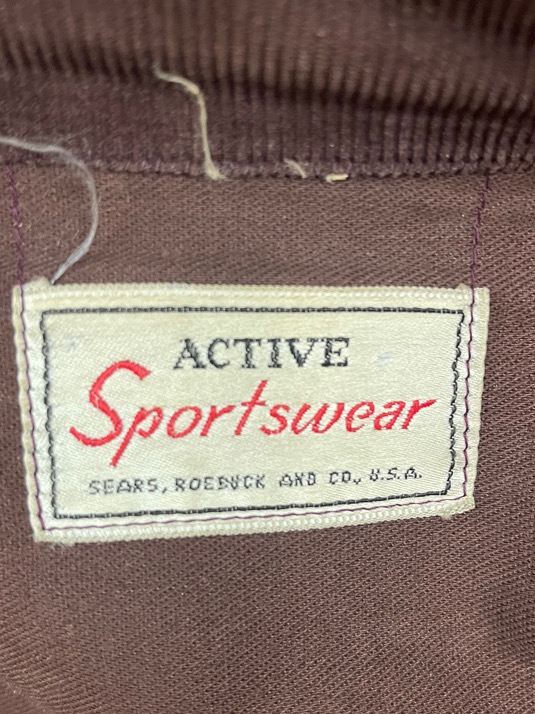 ACTIVE
Sportswear
SEARS, ROEBUCK AND CO., U.S.A.